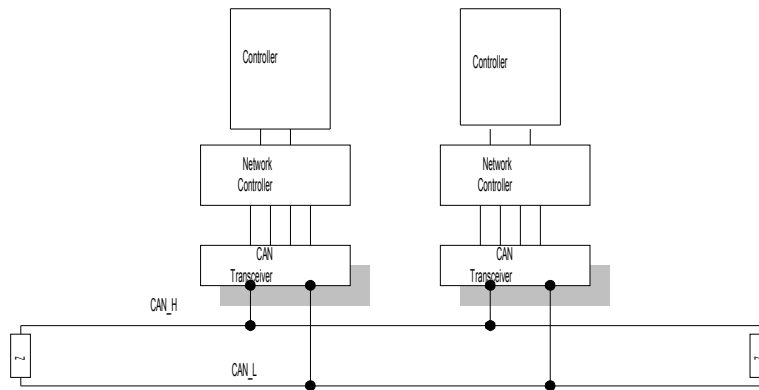 Controller
Controller
Network
Controller
Network
Controller
CAN
Transceiver
CAN
Transceiver
CAN_H
Z
Z
CAN_L